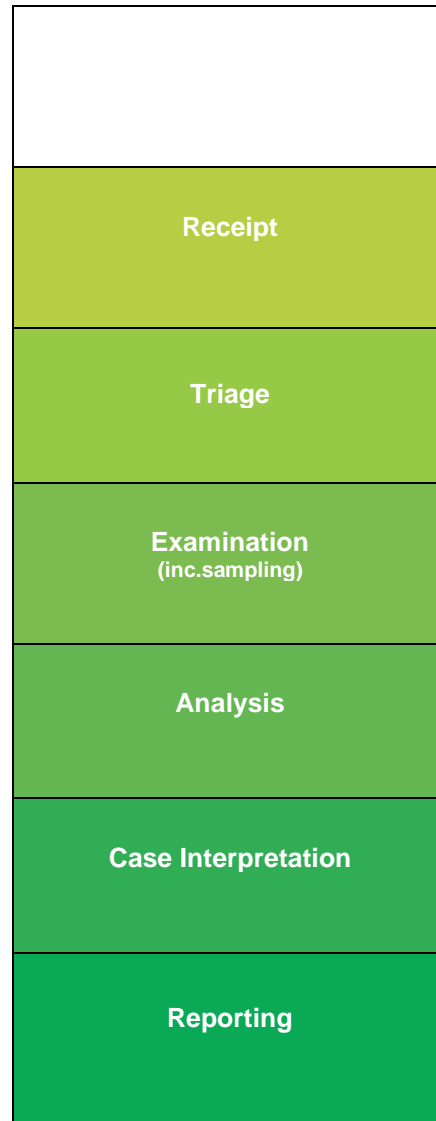 Receipt
Triage
Examination
(inc.sampling)
Analysis
Case Interpretation
Reporting